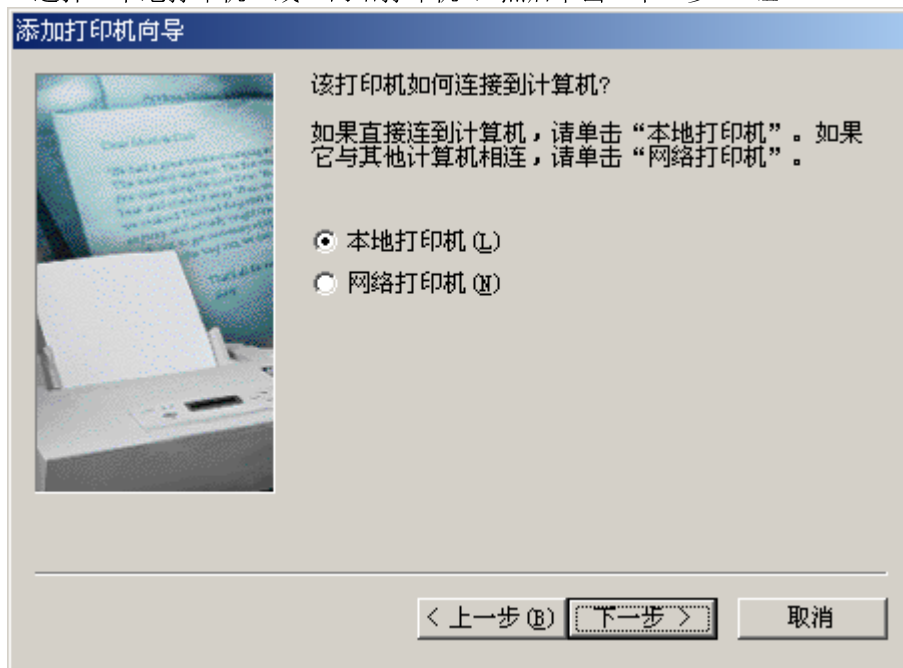 添加打印机向导
该打印机如何连接到计算机?
如果直接连到计算机，请单击“本地打印机”。如果
它与其他计算机相连，请单击“网络打印机”。
本地打印机(L)
网络打印机(N)
< 上一步(B)
下一步 >
取消